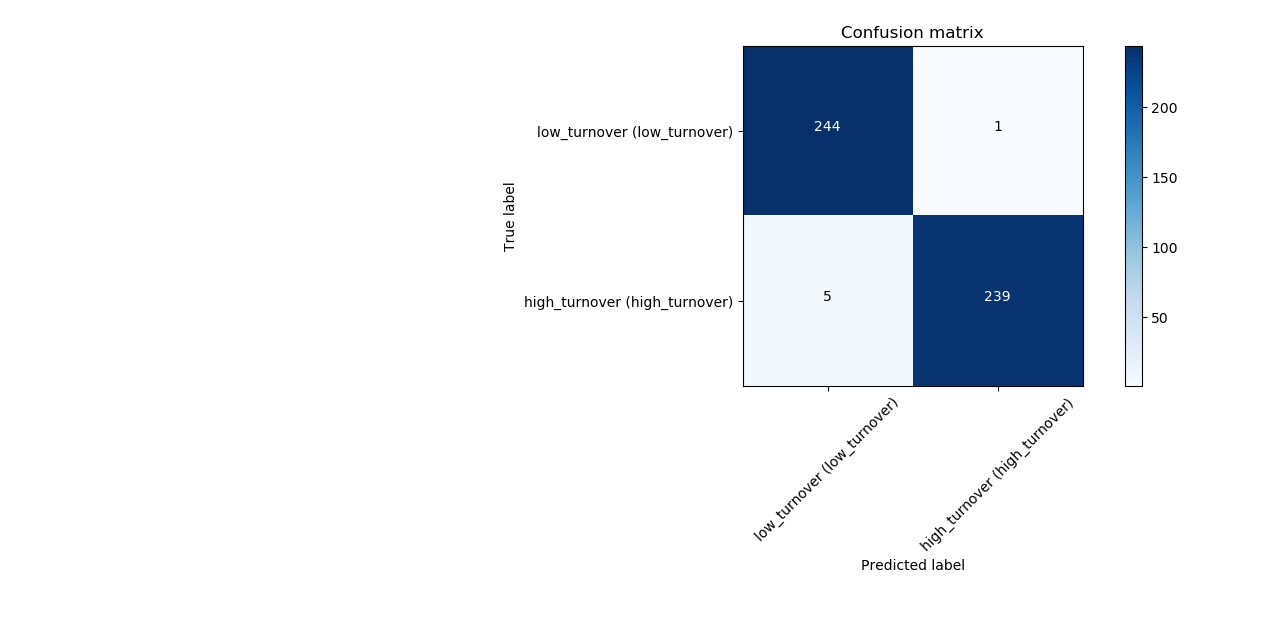 Confusion matrix
low_turnover (low_turnover)
high_turnover (high_turnover)
True label
244
1
5
239
low_turnover (low_turnover)
high_turnover (high_turnover)
Predicted label
200
150
100
50